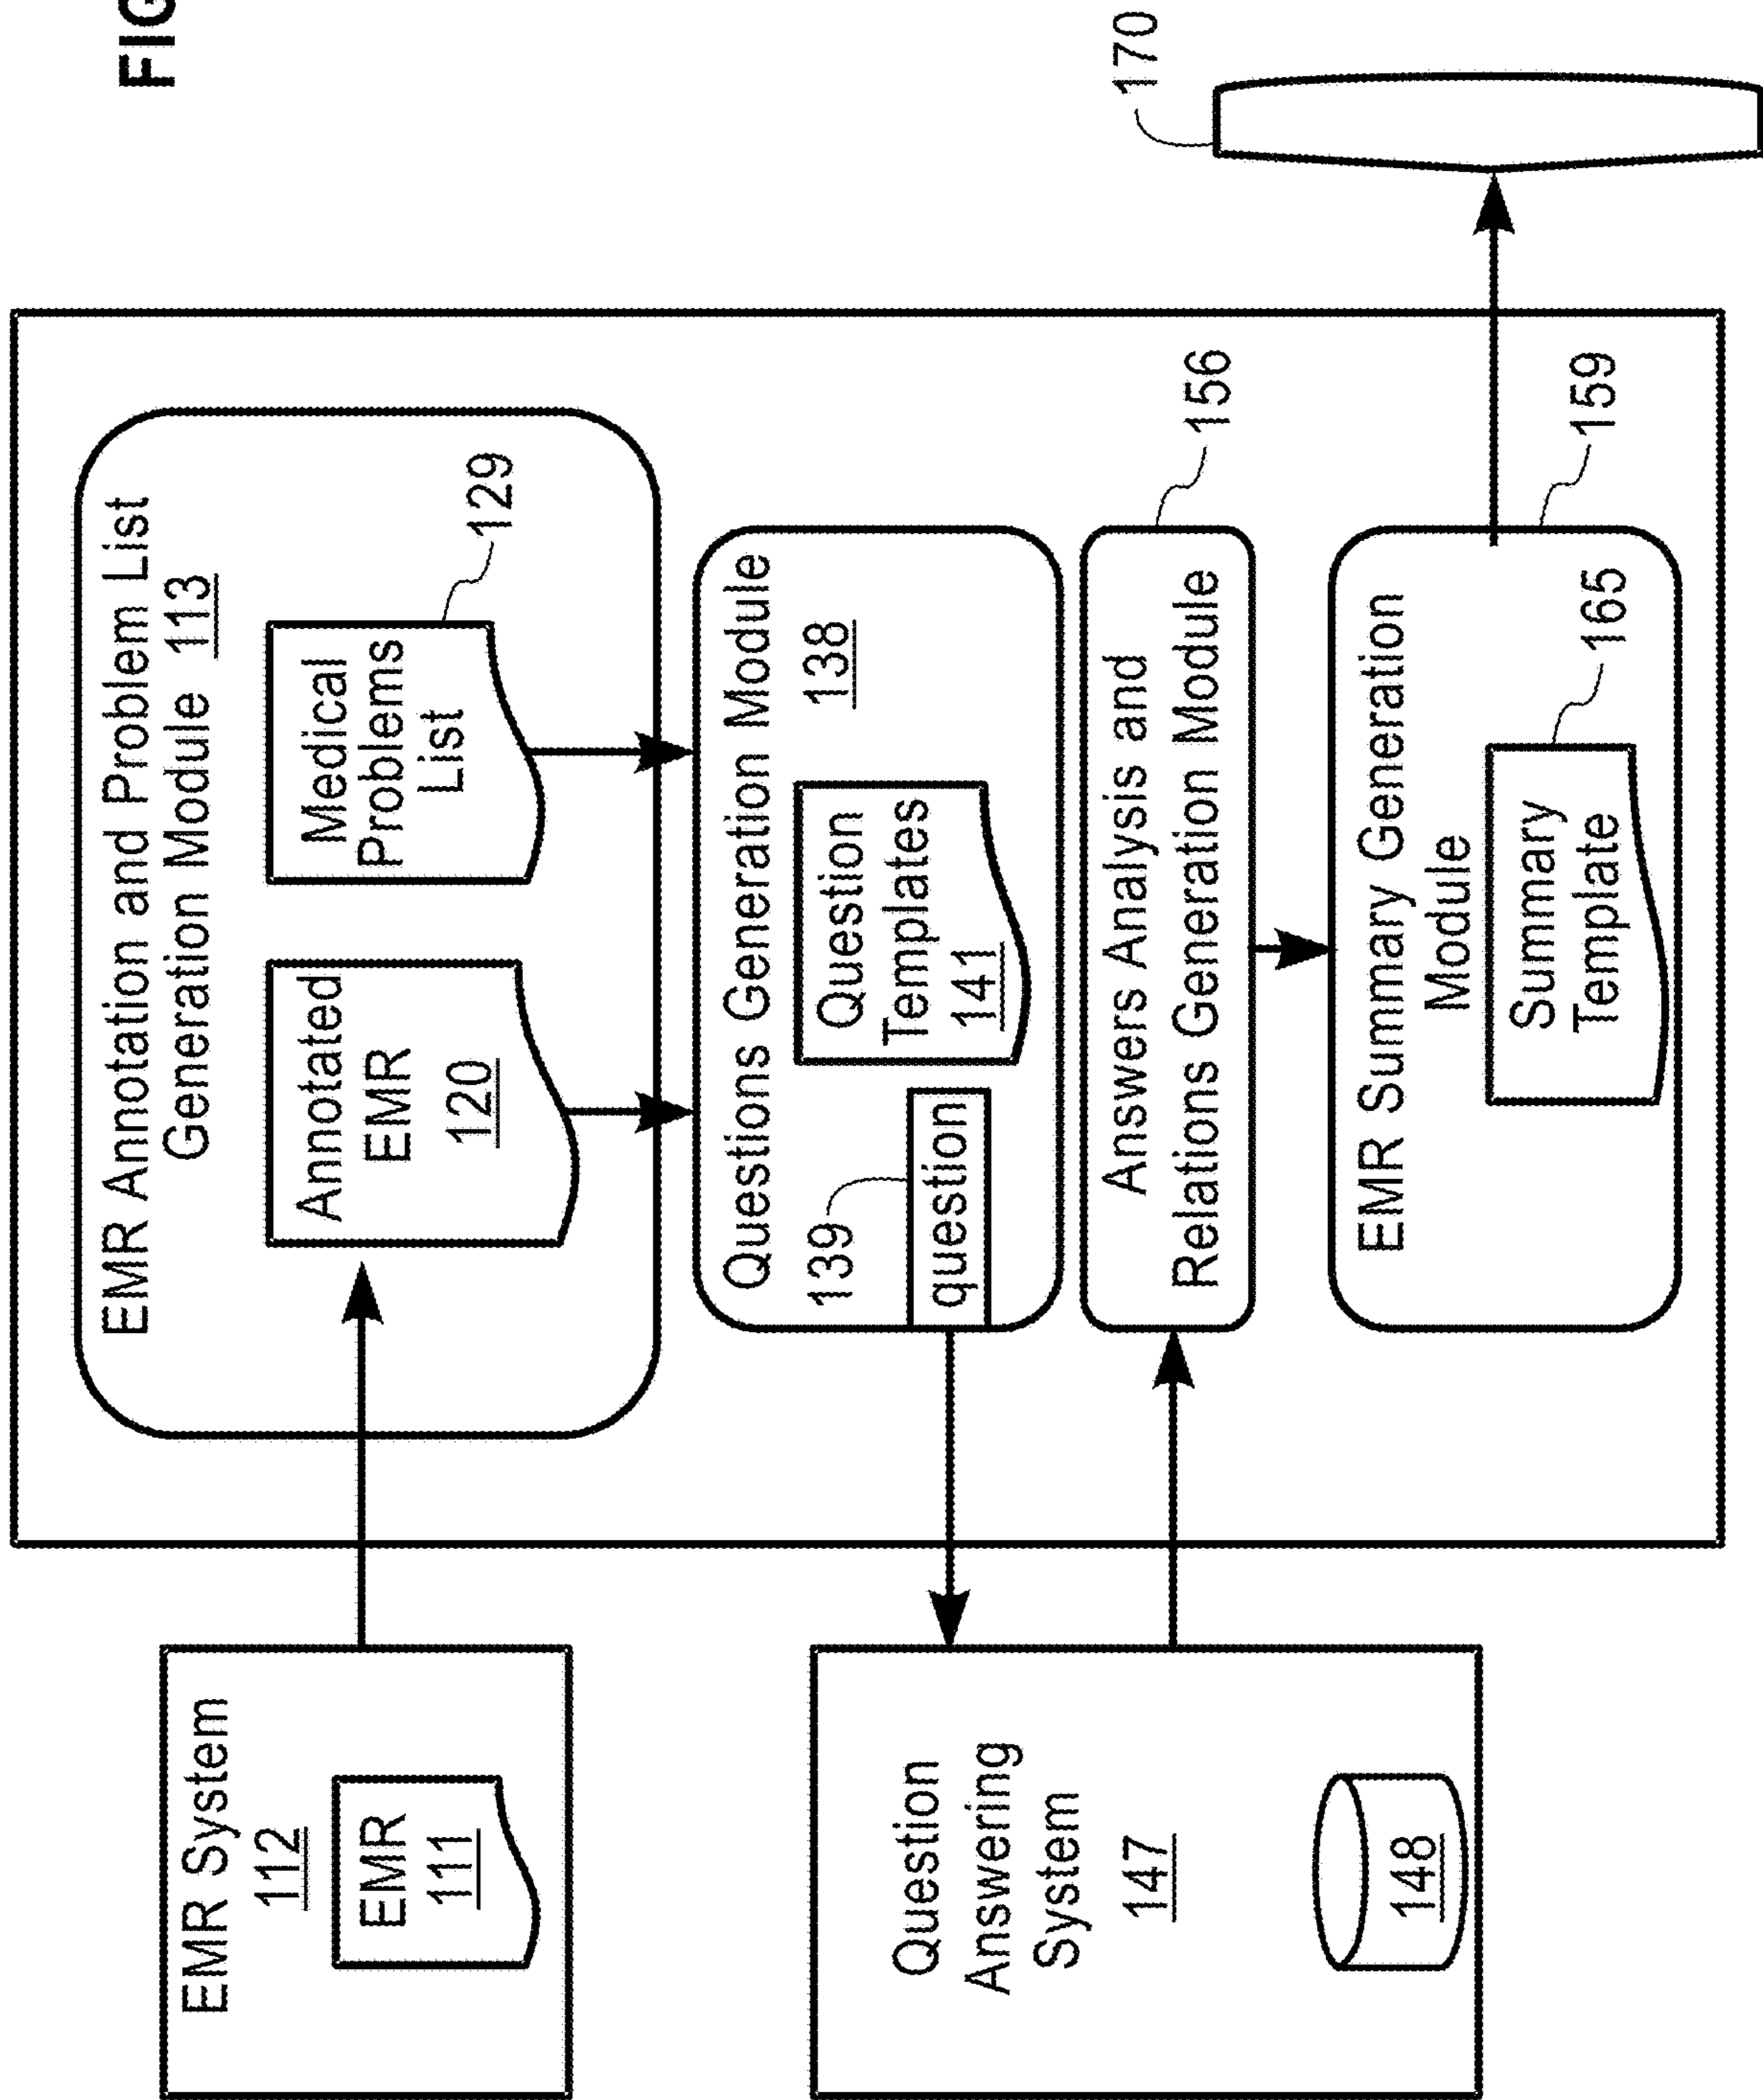 FIG
EMR System
112
EMR
111
EMR Annotation and Problem List
Generation Module 113
Annotated
EMR
120
Medical
Problems
List
129
Questions Generation Module
138
139
question
Question
Templates
141
Question
Answering
System
147
148
Answers Analysis and
Relations Generation Module
156
EMR Summary Generation
Module
159
Summary
Template
165
170